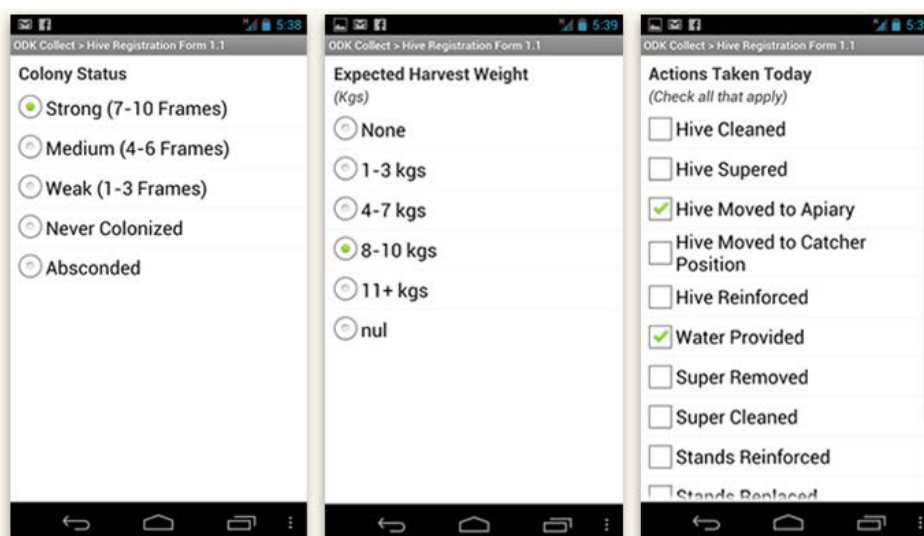 5:38
ODK Collect > Hive Registration Form 1.1
Colony Status
Strong (7-10 Frames)
Medium (4-6 Frames)
Weak (1-3 Frames)
Never Colonized
Absconded
5:39
ODK Collect > Hive Registration Form 1.1
Expected Harvest Weight
(Kgs)
None
1-3 kgs
4-7 kgs
8-10 kgs
11+ kgs
nul
ODK Collect > Hive Registration Form 1.1
Actions Taken Today
(Check all that apply)
Hive Cleaned
Hive Supered
Hive Moved to Apiary
Hive Moved to Catcher
Position
Hive Reinforced
Water Provided
Super Removed
Super Cleaned
Stands Reinforced
Stands Replaced